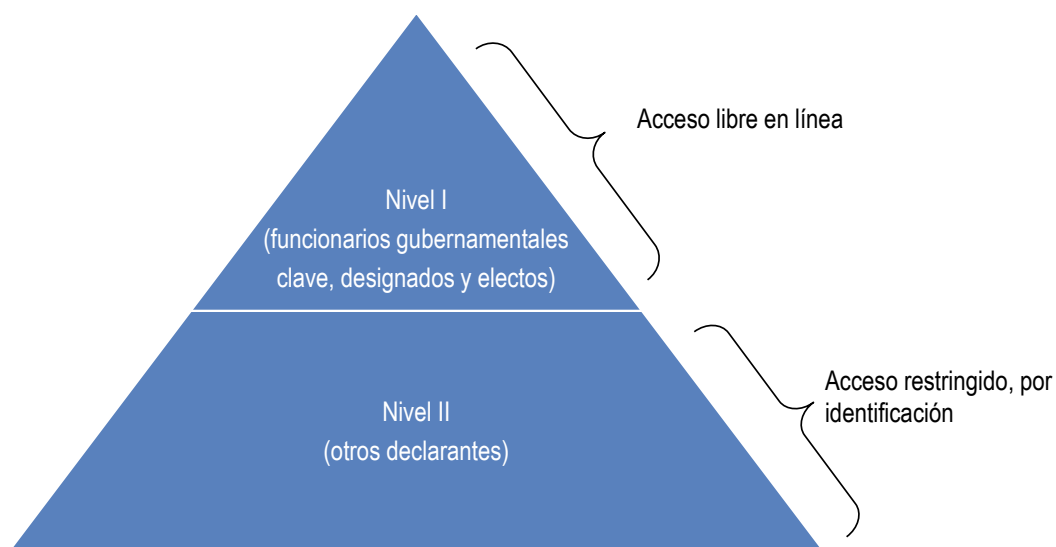 Acceso libre en línea
Nivel I
(funcionarios gubernamentales
clave, designados y electos)
Acceso restringido, por
identificación
Nivel II
(otros declarantes)